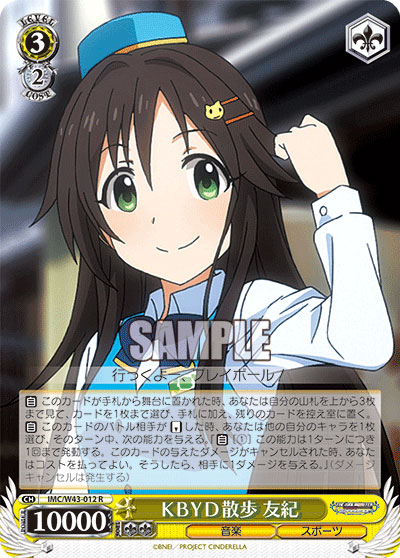 LEVEL
3
2
COST
SAMPLE
行っくよー、プレイボール
このカードが手札から舞台に置かれた時、あなたは自分の山札を上から3枚
まで見て、カードを1枚まで選び、手札に加え、残りのカードを控え室に置く。
このカードのバトル相手が した時、あなたは他の自分のキャラを1枚
選び、そのターン中、次の能力を与える。『[(1)] この能力は1ターンにつき1
回まで発動する。このカードの与えたダメージがキャンセルされた時、あなた
はコストを払ってよい。そうしたら、相手に1ダメージを与える。』(ダメージキャ
ンセルは発生する)
CH IMC/W43-012 R
10000
KBYD散歩 友紀
音楽 スポーツ
©BNEI / PROJECT CINDERELLA